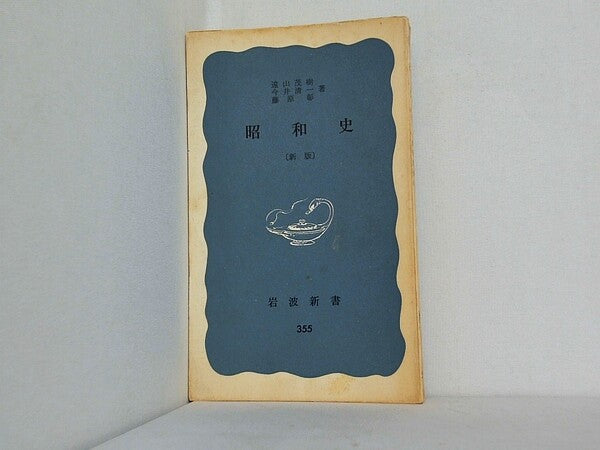 遠山茂樹
今井清一著
藤原彰
昭和史
〔新版〕
岩波新書
355